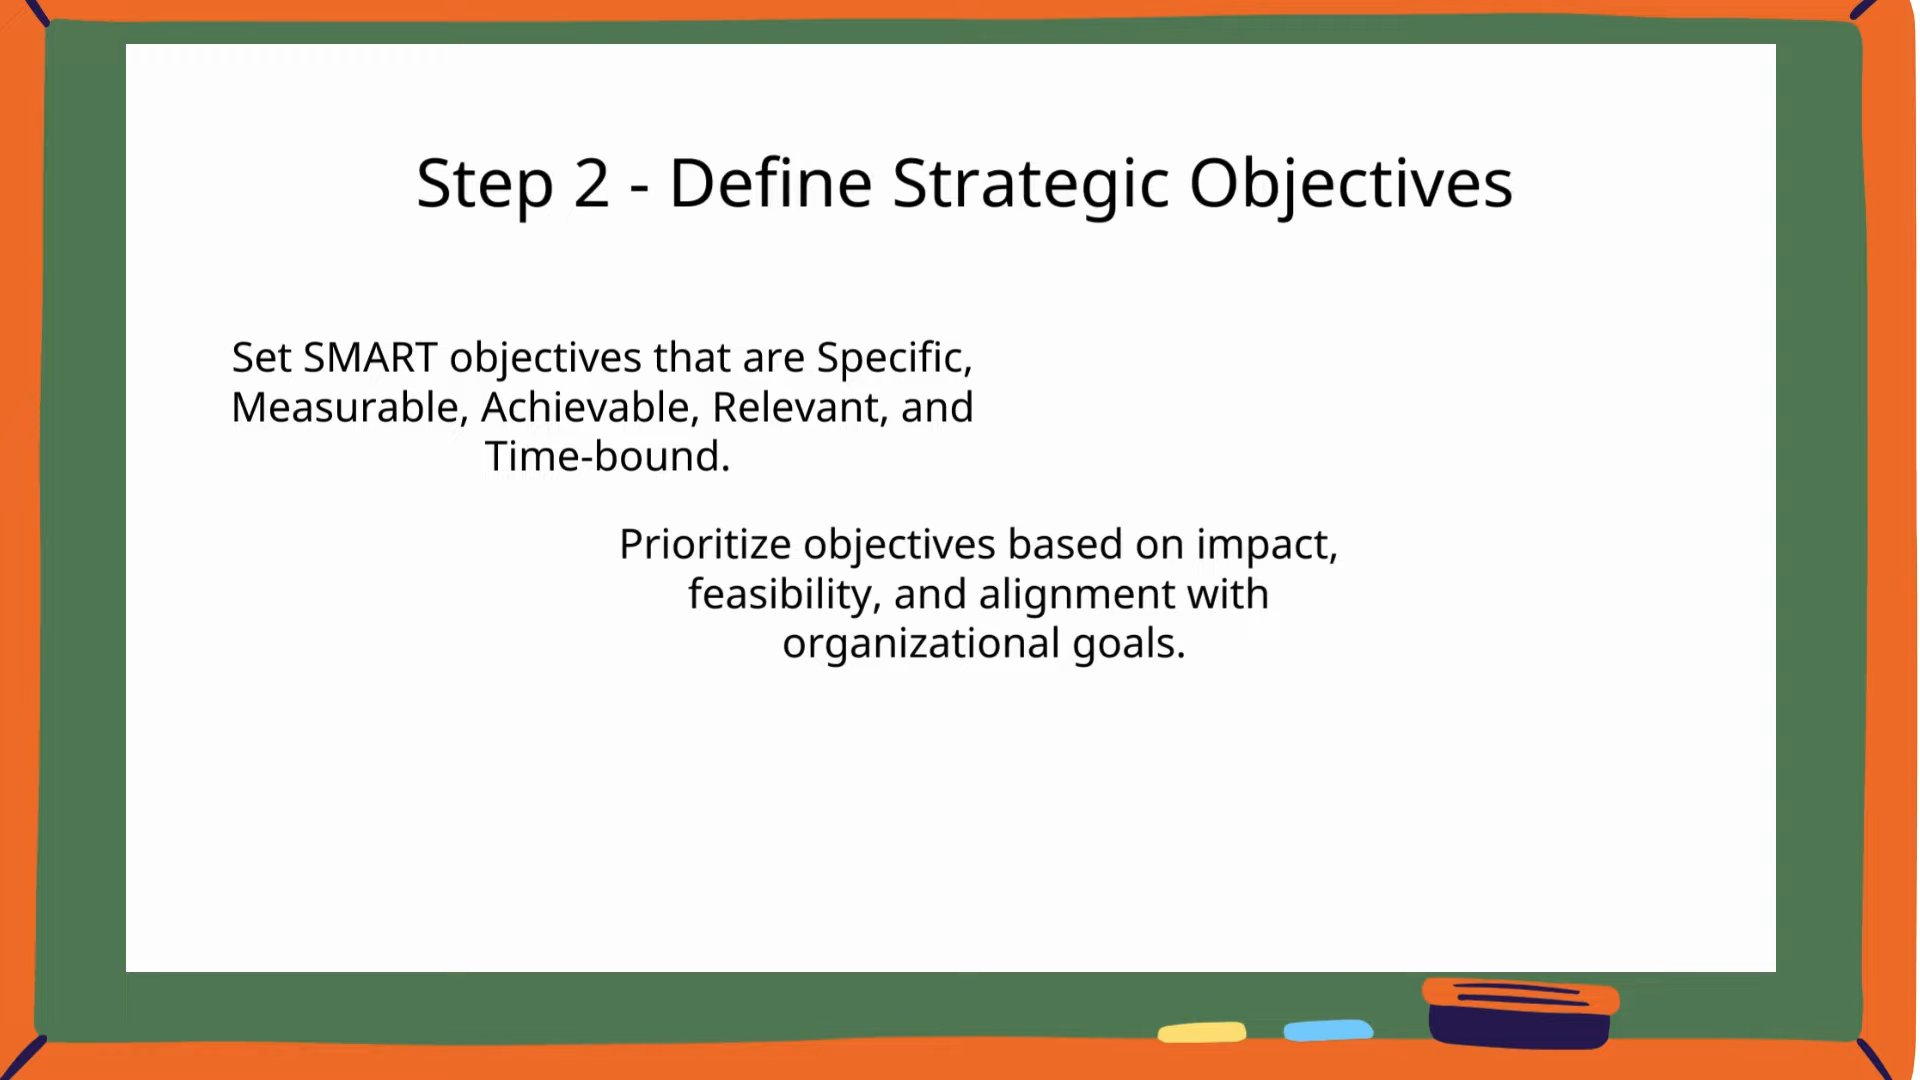 Step 2 - Define Strategic Objectives
Set SMART objectives that are Specific,
Measurable, Achievable, Relevant, and
Time-bound.
Prioritize objectives based on impact,
feasibility, and alignment with
organizational goals.